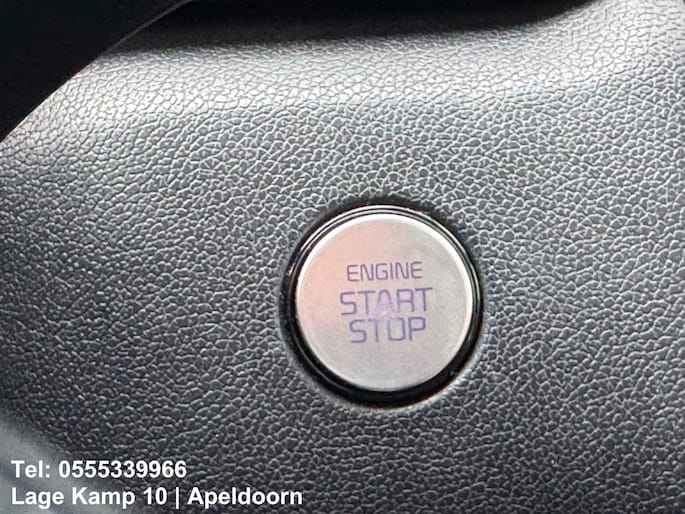 ENGINE
START
STOP
Tel: 0555339966
Lage Kamp 10 | Apeldoorn